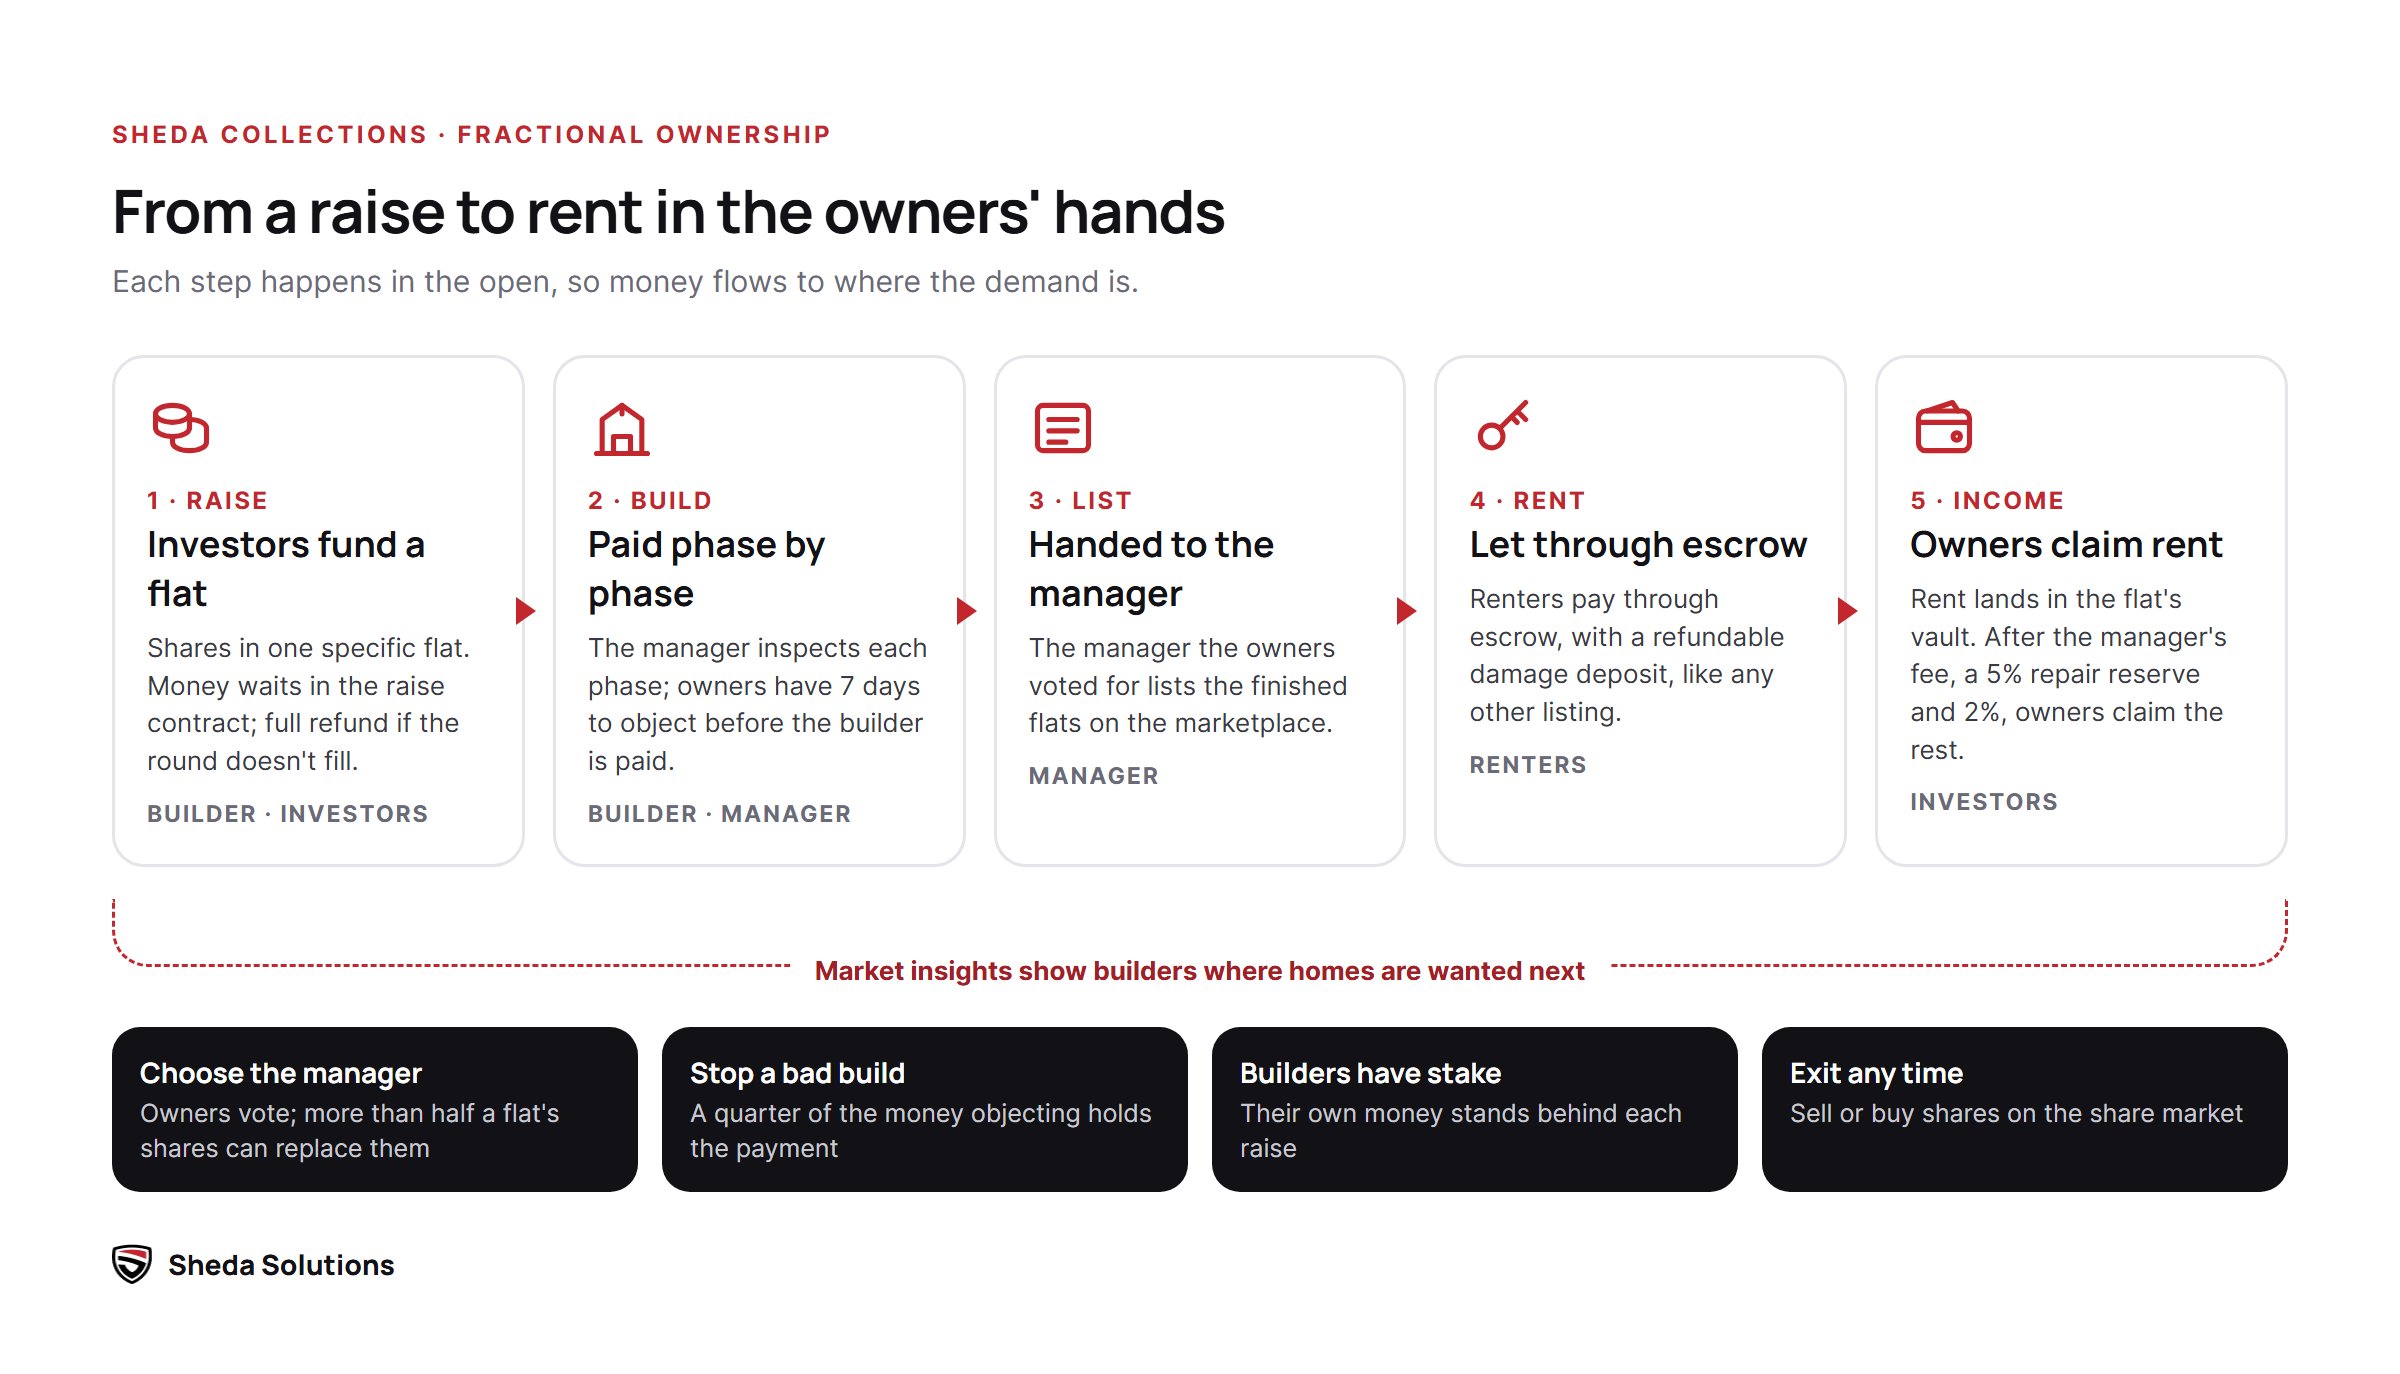 SHEDA COLLECTIONS · FRACTIONAL OWNERSHIP
From a raise to rent in the owners' hands
Each step happens in the open, so money flows to where the demand is.
1 · RAISE
Investors fund a
flat
Shares in one specific flat.
Money waits in the raise
contract; full refund if the
round doesn't fill.
BUILDER · INVESTORS
2 · BUILD
Paid phase by
phase
The manager inspects each
phase; owners have 7 days
to object before the builder
is paid.
BUILDER · MANAGER
3 · LIST
Handed to the
manager
The manager the owners
voted for lists the finished
flats on the marketplace.
MANAGER
4 · RENT
Let through escrow
Renters pay through
escrow, with a refundable
damage deposit, like any
other listing.
RENTERS
5 · INCOME
Owners claim rent
Rent lands in the flat's
vault. After the manager's
fee, a 5% repair reserve
and 2%, owners claim the
rest.
INVESTORS
Market insights show builders where homes are wanted next
Choose the manager
Owners vote; more than half a flat's
shares can replace them
Stop a bad build
A quarter of the money objecting holds
the payment
Builders have stake
Their own money stands behind each
raise
Exit any time
Sell or buy shares on the share market
Sheda Solutions